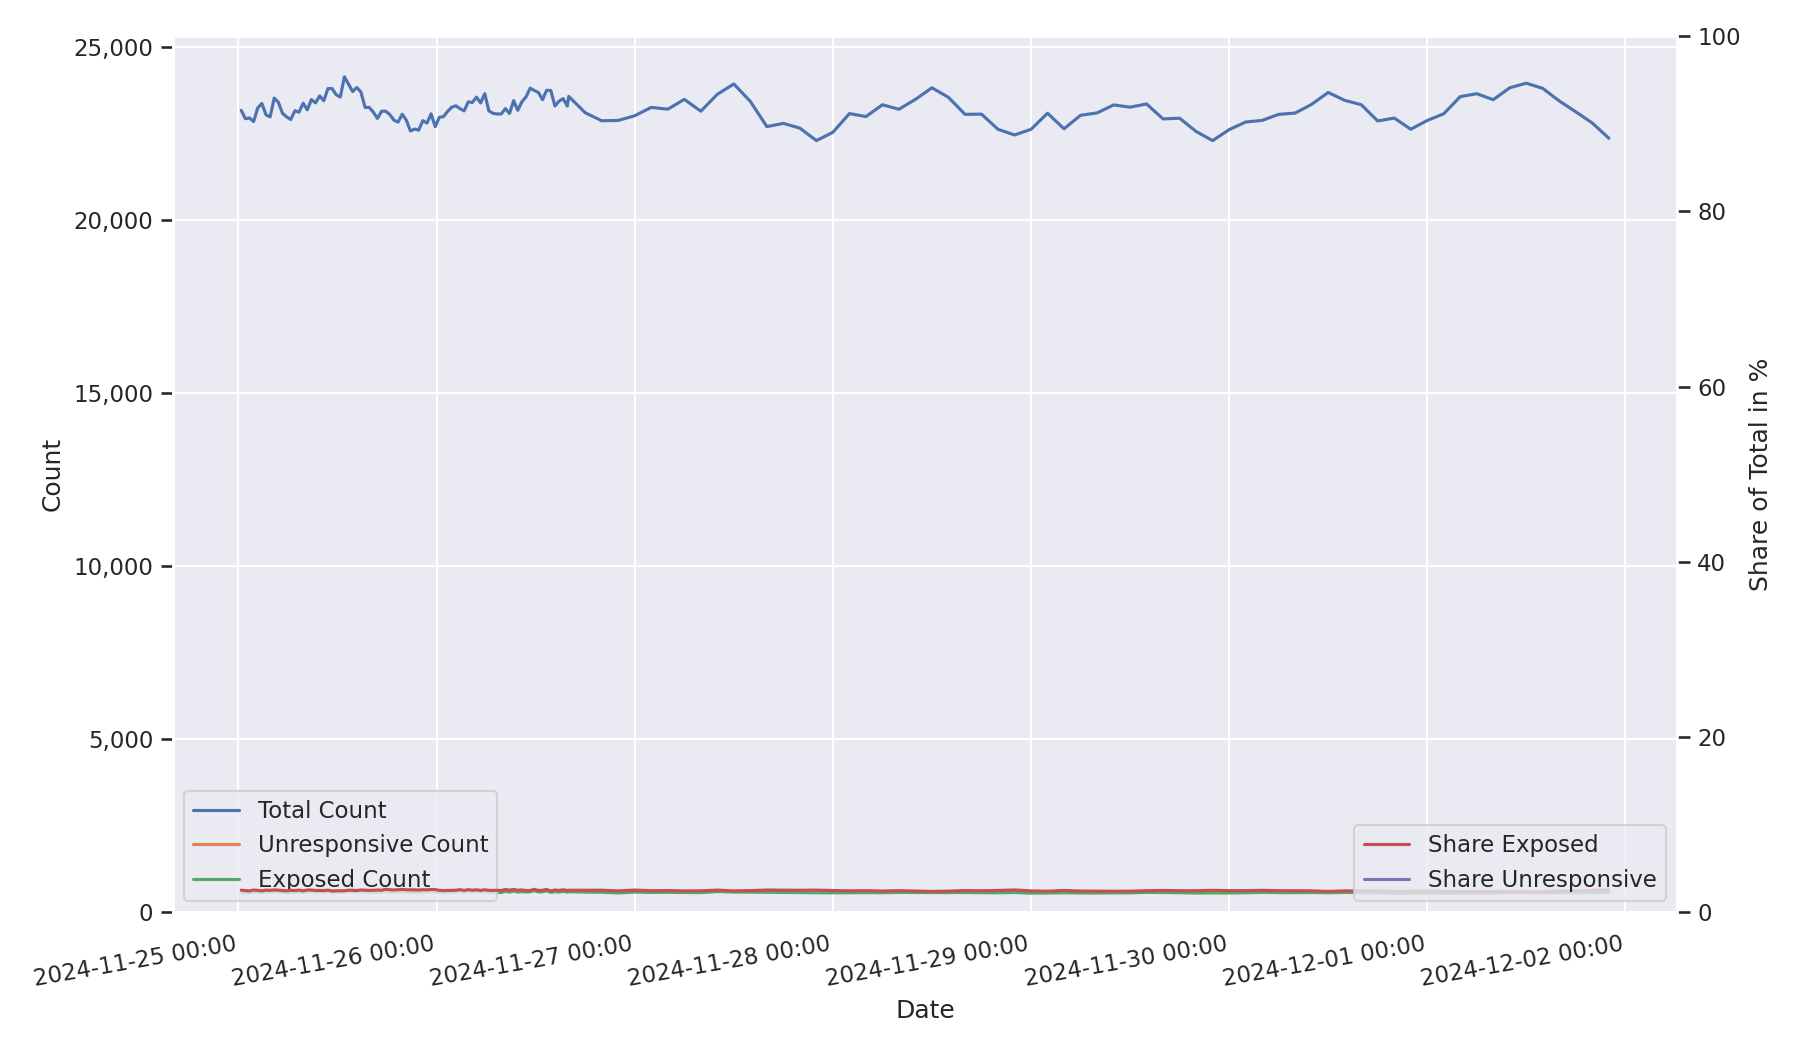 25,000
20,000
15,000
10,000
5,000
0
Count
100
80
60
40
20
0
Share of Total in %
Total Count
Unresponsive Count
Exposed Count
Share Exposed
Share Unresponsive
2024-11-25 00:00
2024-11-26 00:00
2024-11-27 00:00
2024-11-28 00:00
2024-11-29 00:00
2024-11-30 00:00
2024-12-01 00:00
2024-12-02 00:00
Date